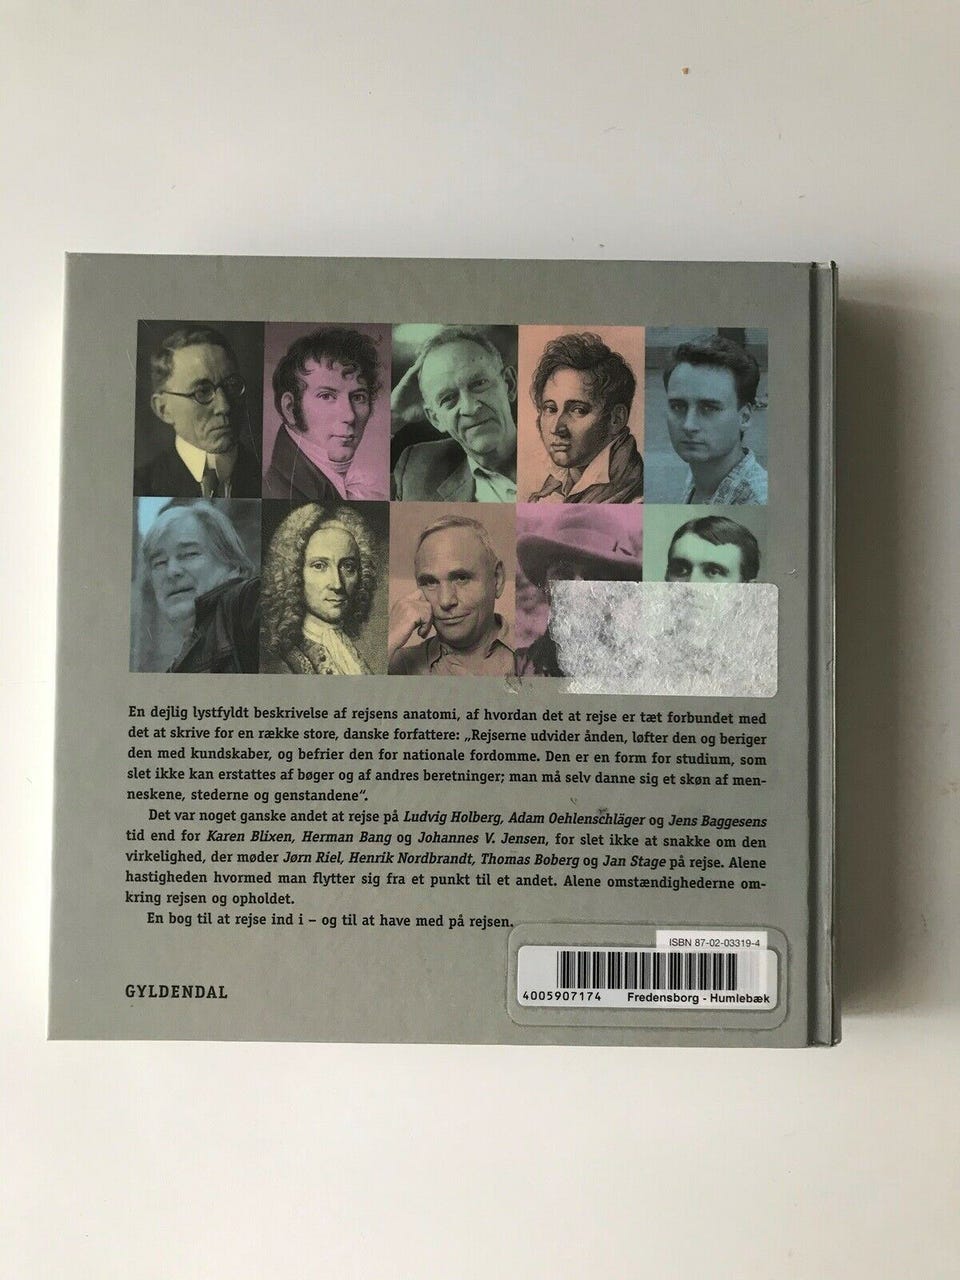 En dejlig lystfyldt beskrivelse af rejsens anatomi, af hvordan det at rejse er tæt forbundet med
det at skrive for en række store, danske forfattere: „Rejserne udvider ånden, løfter den og beriger
den med kundskaber, og befrier den for nationale fordomme. Den er en form for studium, som
slet ikke kan erstattes af bøger og af andres beretninger; man må selv danne sig et skøn af men-
neskene, stederne og genstandene“.
Det var noget ganske andet at rejse på Ludvig Holberg, Adam Oehlenschläger og Jens Baggesens
tid end for Karen Blixen, Herman Bang og Johannes V. Jensen, for slet ikke at snakke om den
virkelighed, der møder Jørn Riel, Henrik Nordbrandt, Thomas Boberg og Jan Stage på rejse. Alene
hastigheden hvormed man flytter sig fra et punkt til et andet. Alene omstændighederne om-
kring rejsen og opholdet.
En bog til at rejse ind i – og til at have med på rejsen.
ISBN 87-02-03319-4
4005907174 Fredensborg - Humlebæk
GYLDENDAL